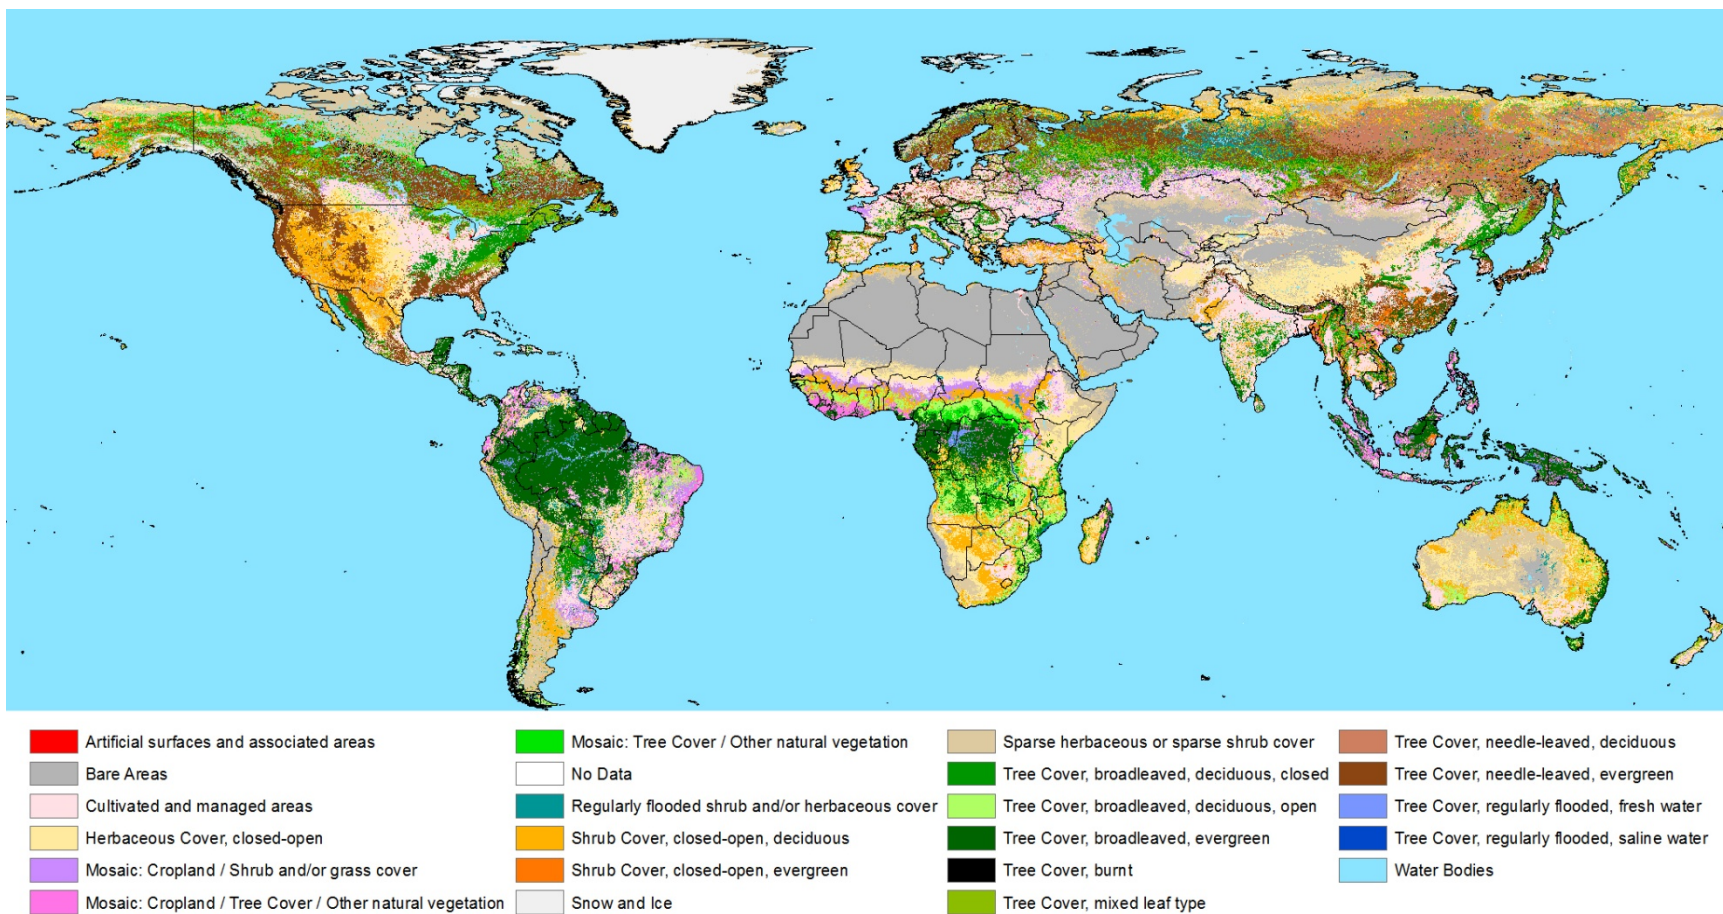 Artificial surfaces and associated areas
Bare Areas
Cultivated and managed areas
Herbaceous Cover, closed-open
Mosaic: Cropland / Shrub and/or grass cover
Mosaic: Cropland / Tree Cover / Other natural vegetation
Mosaic: Tree Cover / Other natural vegetation
No Data
Regularly flooded shrub and/or herbaceous cover
Shrub Cover, closed-open, deciduous
Shrub Cover, closed-open, evergreen
Snow and Ice
Sparse herbaceous or sparse shrub cover
Tree Cover, broadleaved, deciduous, closed
Tree Cover, broadleaved, deciduous, open
Tree Cover, broadleaved, evergreen
Tree Cover, burnt
Tree Cover, mixed leaf type
Tree Cover, needle-leaved, deciduous
Tree Cover, needle-leaved, evergreen
Tree Cover, regularly flooded, fresh water
Tree Cover, regularly flooded, saline water
Water Bodies